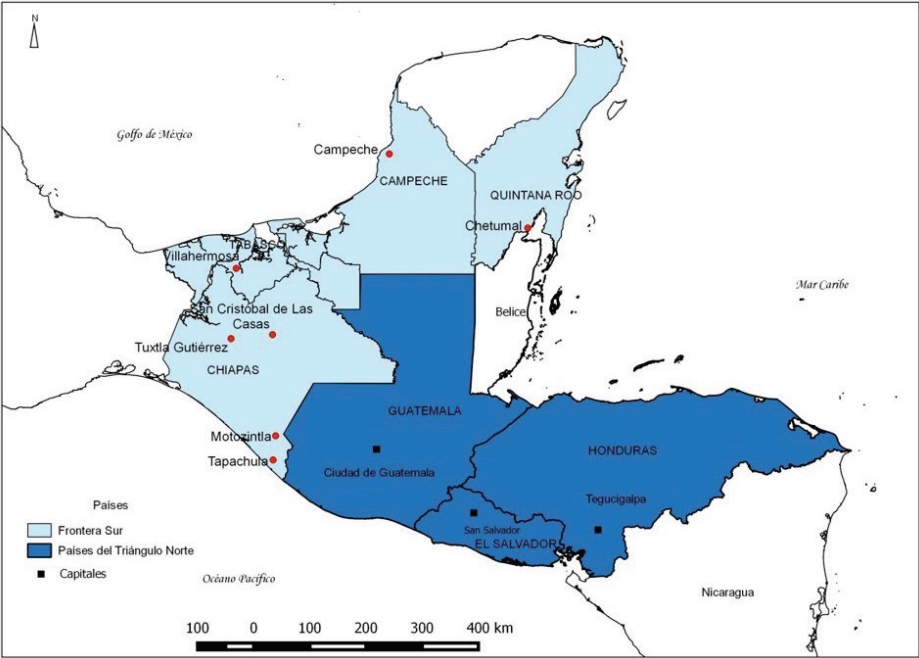 N
Golfo de México
Campeche
CAMPECHE
QUINTANA ROO
Chetumal
TABASCO
Villahermosa
Mar Caribe
San Cristobal de Las
Casas
Belice
Tuxtla Gutiérrez
CHIAPAS
GUATEMALA
Motozintla
HONDURAS
Tapachula
Ciudad de Guatemala
Tegucigalpa
Países
San Salvador
Frontera Sur
EL SALVADOR
Países del Triángulo Norte
Capitales
Océano Pacífico
Nicaragua
100 0 100 200 300 400 km